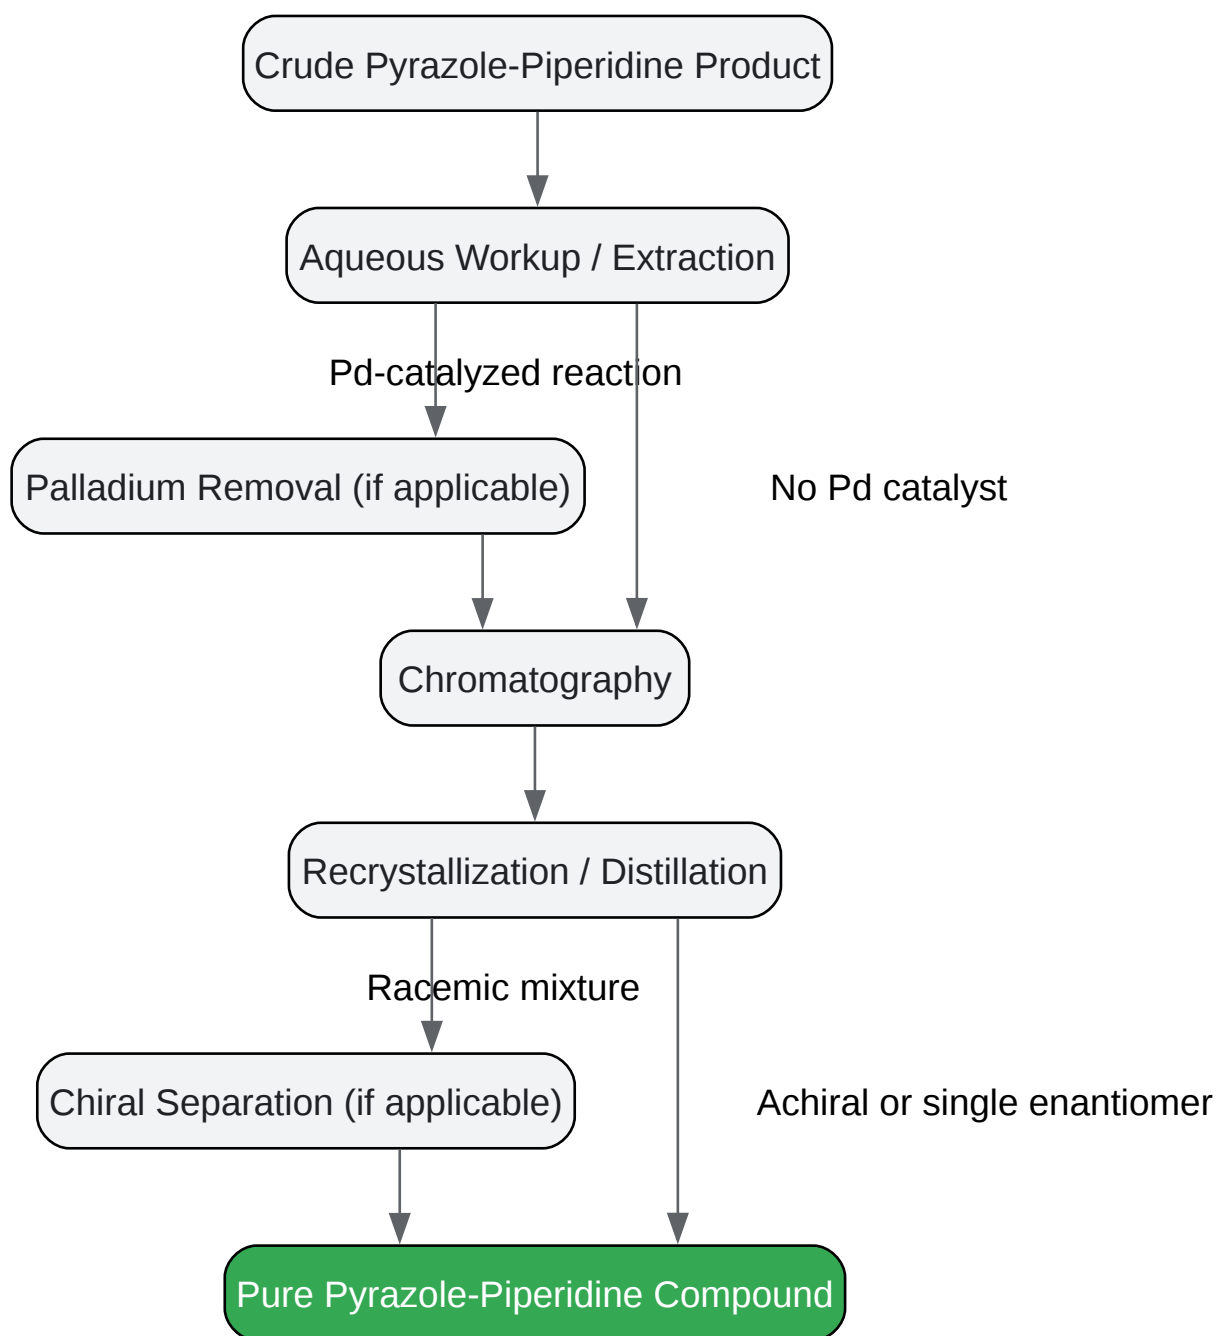 Crude Pyrazole-Piperidine Product
Aqueous Workup / Extraction
Pd-catalyzed reaction
Palladium Removal (if applicable)
No Pd catalyst
Chromatography
Recrystallization / Distillation
Racemic mixture
Chiral Separation (if applicable)
Achiral or single enantiomer
Pure Pyrazole-Piperidine Compound